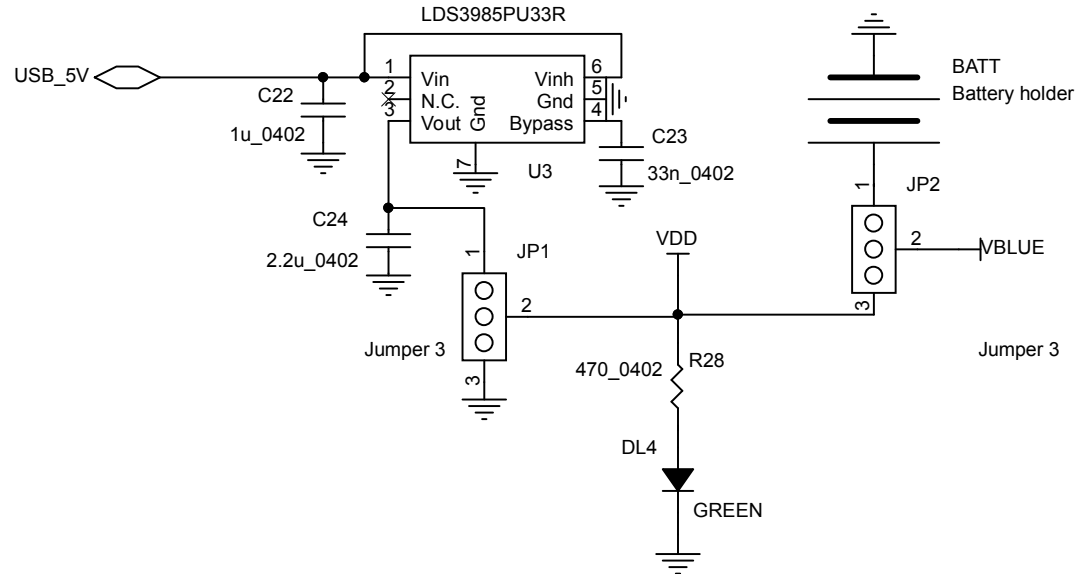 LDS3985PU33R
USB_5V
1
2
3
Vin
N.C.
Vout
Gnd
Vinh
Gnd
Bypass
6
5
4
7
U3
C22
1u_0402
C23
33n_0402
C24
2.2u_0402
BATT
Battery holder
1
JP2
2
VBLUE
3
Jumper 3
VDD
1
JP1
2
Jumper 3
3
470_0402
R28
DL4
GREEN